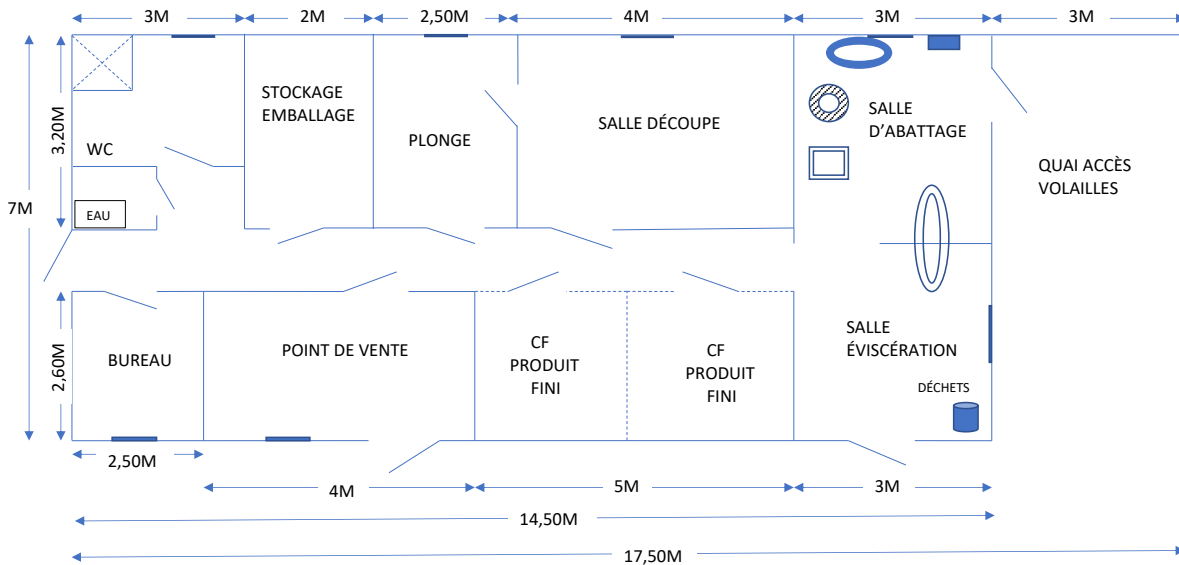 3M
2M
2,50M
4M
3M
3M
STOCKAGE
EMBALLAGE
PLONGE
SALLE DÉCOUPE
SALLE
D'ABATTAGE
3,20M
WC
QUAI ACCÈS
VOLAILLES
7M
EAU
2,60M
BUREAU
POINT DE VENTE
CF
PRODUIT
FINI
CF
PRODUIT
FINI
SALLE
ÉVISCÉRATION
DÉCHETS
2,50M
4M
5M
3M
14,50M
17,50M